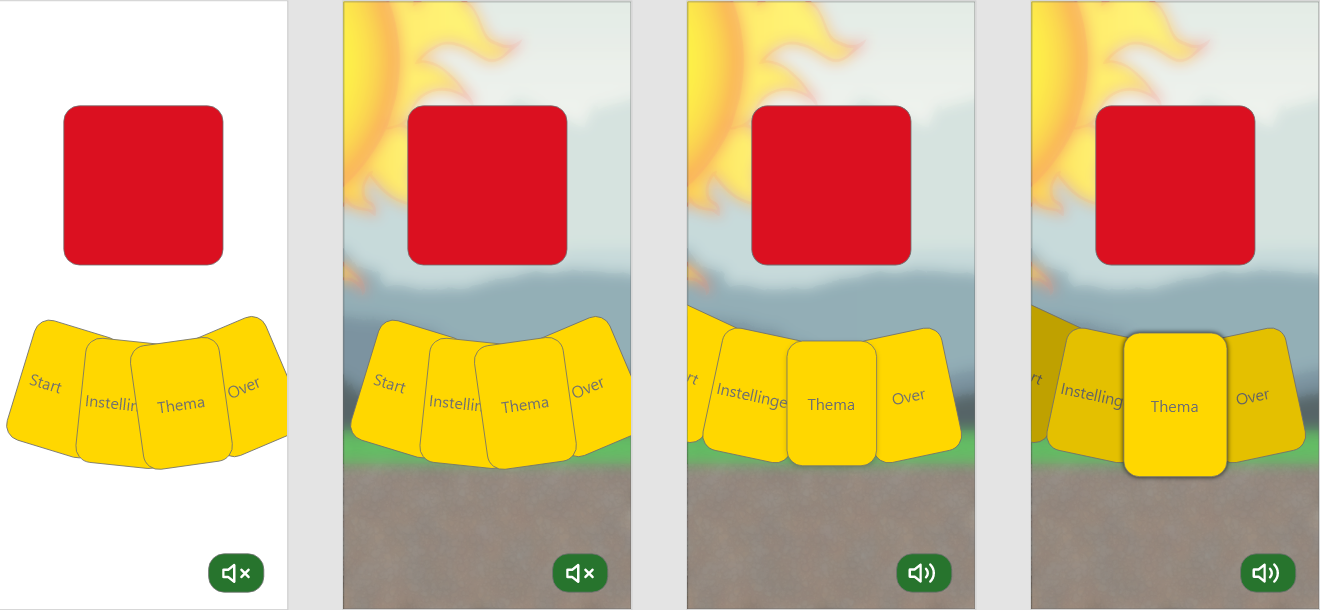 Start
Instellin
Thema
Over
Start
Instellin
Thema
Over
rt
Instellinge
Thema
Over
rt
Instelling
Thema
Over